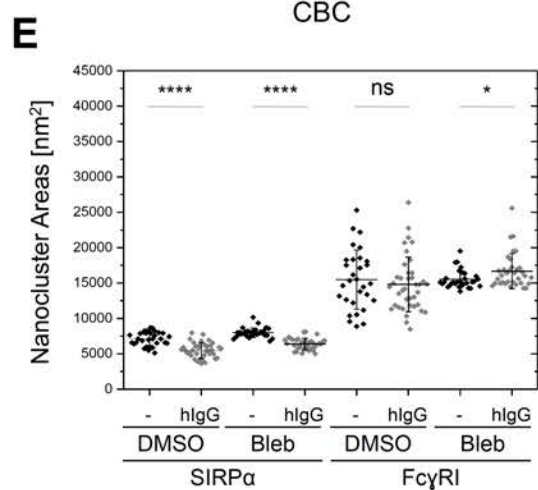 E
CBC
Nanocluster Areas [nm²]
45000
40000
35000
30000
25000
20000
15000
10000
5000
0
**** **** ns *
- hIgG - hIgG - hIgG - hIgG
DMSO Bleb DMSO Bleb
SIRPα FcγRI